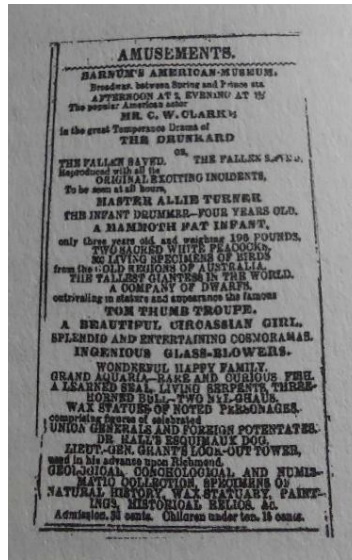 AMUSEMENTS.
BARNUM'S AMERICAN-MUSEUM,
Broadway, between Spring and Prince sts.
AFTERNOON AT 2, EVENING AT
The popular American actor
MR. C. W. CLARKE
in the great Temperance Drama of
THE DRUNKARD
OR,
THE FALLEN SAVED. THE FALLEN SAVED.
Reproduced with all its
ORIGINAL EXCITING INCIDENTS,
To be seen at all hours,
MASTER ALLIE TURNER
THE INFANT DRUMMER—FOUR YEARS OLD.
A MAMMOTH FAT INFANT,
only three years old and weighing 196 POUNDS,
TWO SACRED WHITE PEACOCKS,
LIVING SPECIMENS OF BIRDS
from the GOLD REGIONS OF AUSTRALIA,
THE TALLEST GIANTESS IN THE WORLD.
A COMPANY OF DWARFS,
outrivaling in stature and appearance the famous
TOM THUMB TROUPE.
A BEAUTIFUL CIRCASSIAN GIRL.
SPLENDID AND ENTERTAINING COSMORAMAS.
INGENIOUS GLASS-BLOWERS.
WONDERFUL HAPPY FAMILY.
GRAND AQUARIA—RARE AND CURIOUS FISH.
A LEARNED SEAL, LIVING SERPENTS, THREE-
HORNED BULL—TWO NYL-GHAUS.
WAX STATUES OF NOTED PERSONAGES,
comprising figures of celebrated
UNION GENERALS AND FOREIGN POTENTATES.
DR. HALL'S ESQUIMAUX DOG.
LIEUT.-GEN. GRANT'S LOOK-OUT TOWER,
used in his advance upon Richmond.
GEOLOGICAL, CONCHOLOGICAL AND NUMIS-
MATIC COLLECTION, SPECIMENS OF
NATURAL HISTORY, WAX STATUARY, PAINT-
INGS, HISTORICAL RELICS, &c.
Admission, 30 cents. Children under ten, 15 cents.